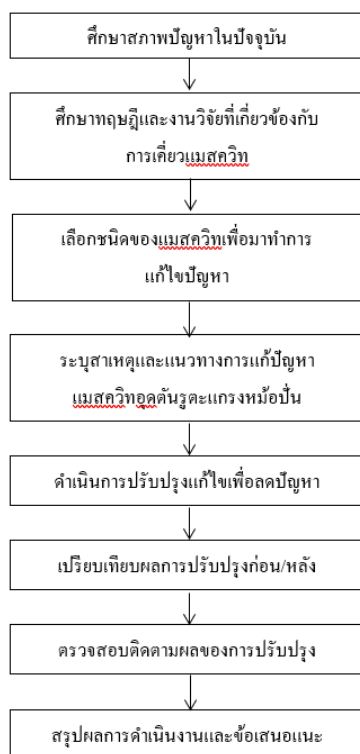 ศึกษาสภาพปัญหาในปัจจุบัน
ศึกษาทฤษฎีและงานวิจัยที่เกี่ยวข้องกับ
การเคี่ยวแมสควิท
เลือกชนิดของแมสควิทเพื่อมาทำการ
แก้ไขปัญหา
ระบุสาเหตุและแนวทางการแก้ปัญหา
แมสควิทอุดตันรูตะแกรงหม้อปั่น
ดำเนินการปรับปรุงแก้ไขเพื่อลดปัญหา
เปรียบเทียบผลการปรับปรุงก่อน/หลัง
ตรวจสอบติดตามผลของการปรับปรุง
สรุปผลการดำเนินงานและข้อเสนอแนะ